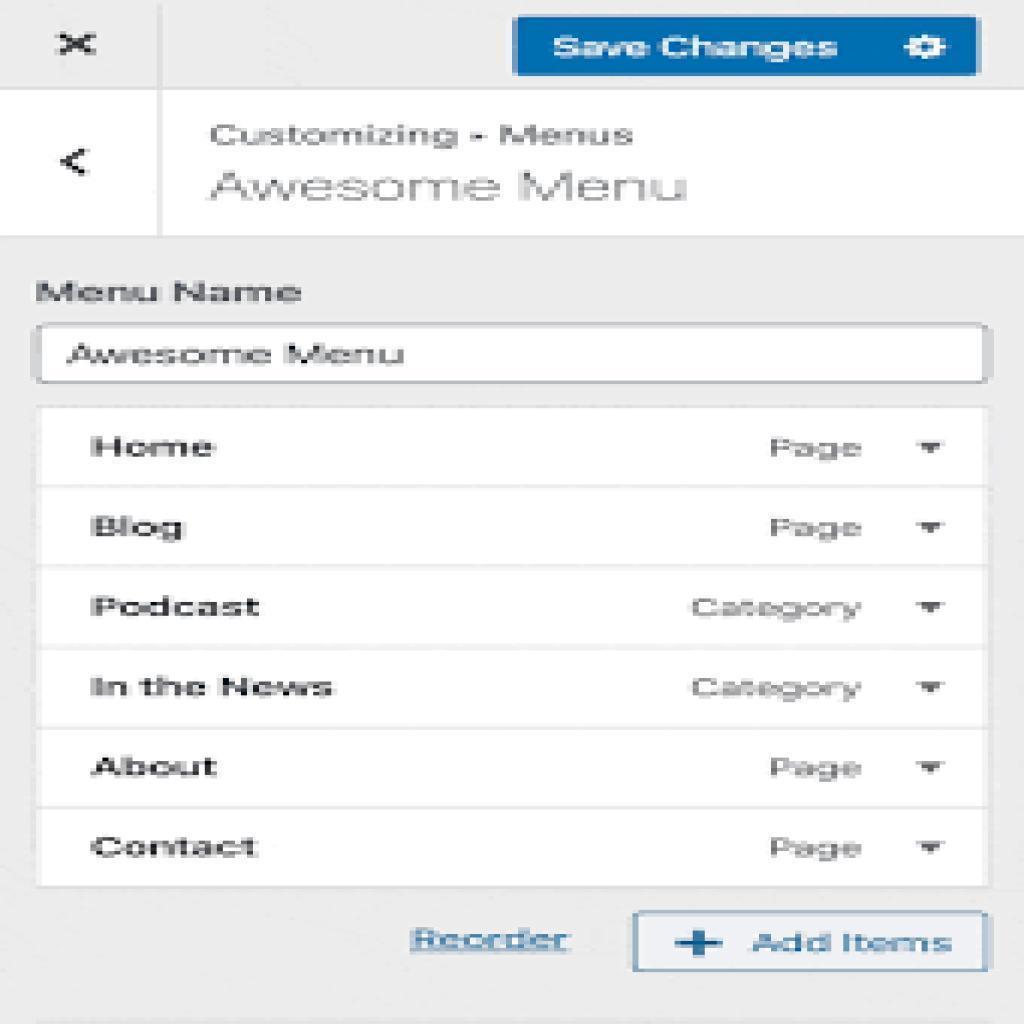 Save Changes
Customizing - Menus
Awesome Menu
Menu Name
Awesome Menu
Home Page
Blog Page
Podcast Category
In the News Category
About Page
Contact Page
Reorder + Add Items